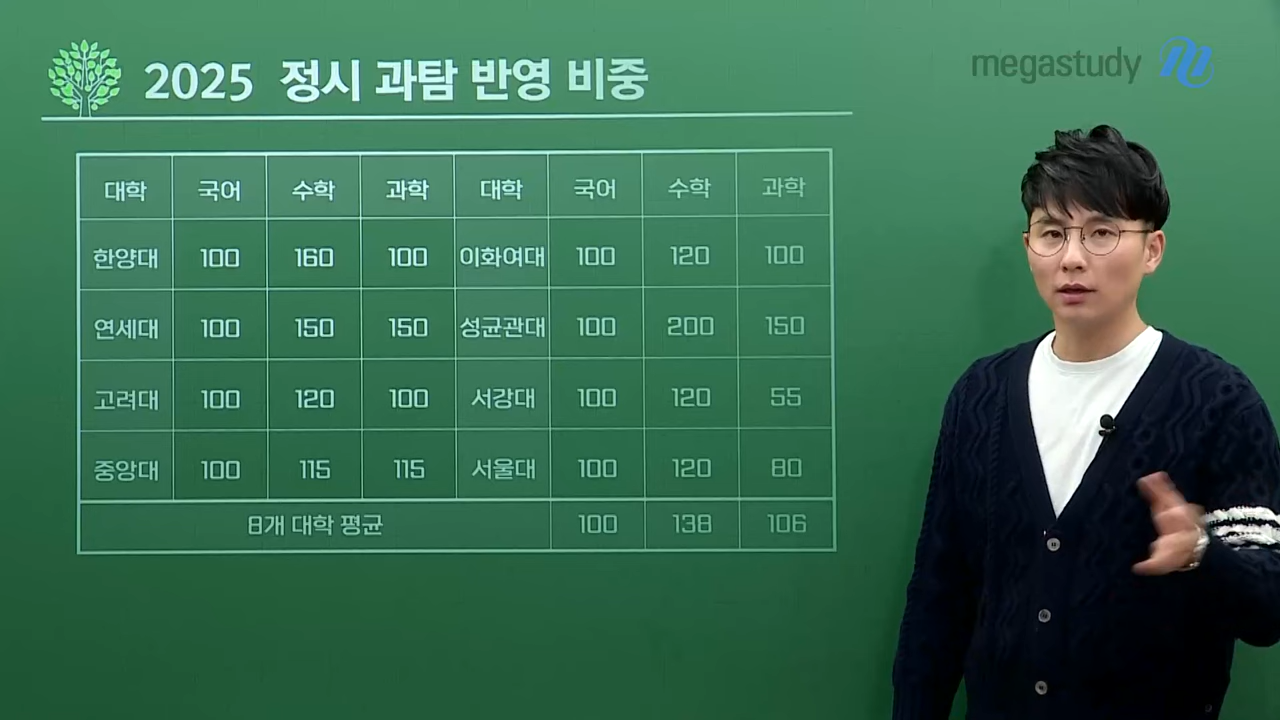 2025 정시 과탐 반영 비중
megastudy
대학 국어 수학 과학 대학 국어 수학 과학
한양대 100 160 100 이화여대 100 120 100
연세대 100 150 150 성균관대 100 200 150
고려대 100 120 100 서강대 100 120 55
중앙대 100 115 115 서울대 100 120 80
8개 대학 평균 100 138 106